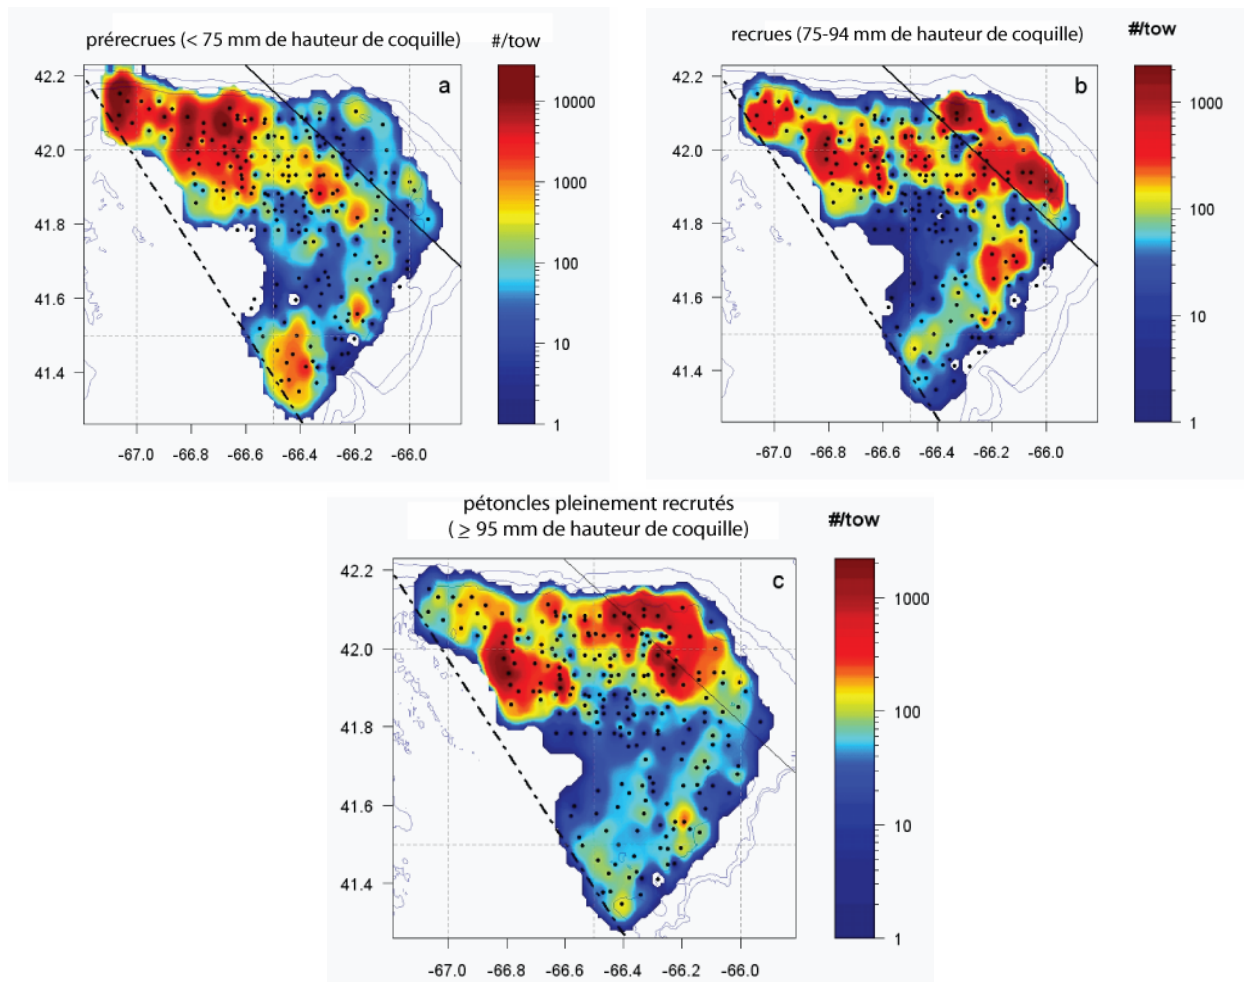 prérecrues (< 75 mm de hauteur de coquille)
#/tow
a
42.2
42.0
41.8
41.6
41.4
-67.0 -66.8 -66.6 -66.4 -66.2 -66.0
10000
1000
100
10
1
recrues (75-94 mm de hauteur de coquille)
#/tow
b
42.2
42.0
41.8
41.6
41.4
-67.0 -66.8 -66.6 -66.4 -66.2 -66.0
1000
100
10
1
pétoncles pleinement recrutés
( ≥ 95 mm de hauteur de coquille)
#/tow
c
42.2
42.0
41.8
41.6
41.4
-67.0 -66.8 -66.6 -66.4 -66.2 -66.0
1000
100
10
1